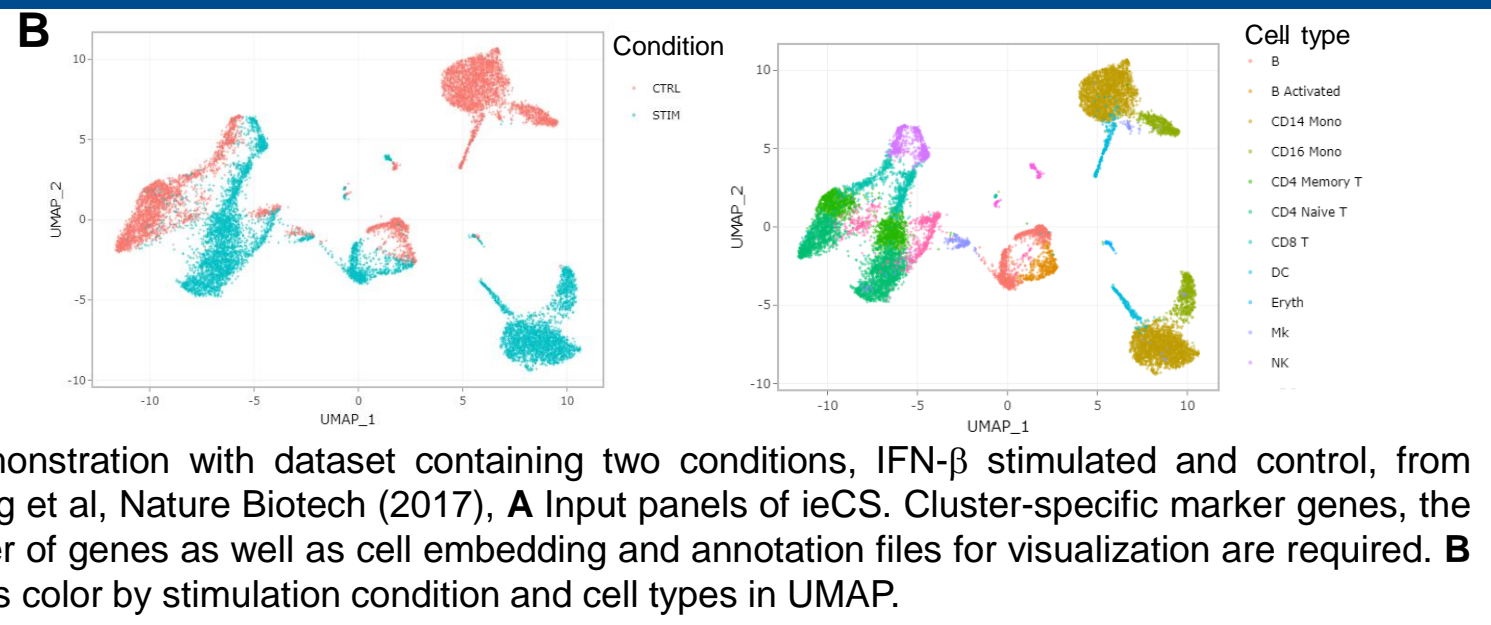 B
Condition
CTRL
STIM
10
5
0
-5
-10
UMAP_2
-10
-5
0
5
10
UMAP_1
Cell type
B
B Activated
CD14 Mono
CD16 Mono
CD4 Memory T
CD4 Naive T
CD8 T
DC
Eryth
Mk
NK
10
5
0
-5
-10
UMAP_2
-10
-5
0
5
10
UMAP_1
monstration with dataset containing two conditions, IFN-β stimulated and control, from
g et al, Nature Biotech (2017), A Input panels of ieCS. Cluster-specific marker genes, the
er of genes as well as cell embedding and annotation files for visualization are required. B
s color by stimulation condition and cell types in UMAP.